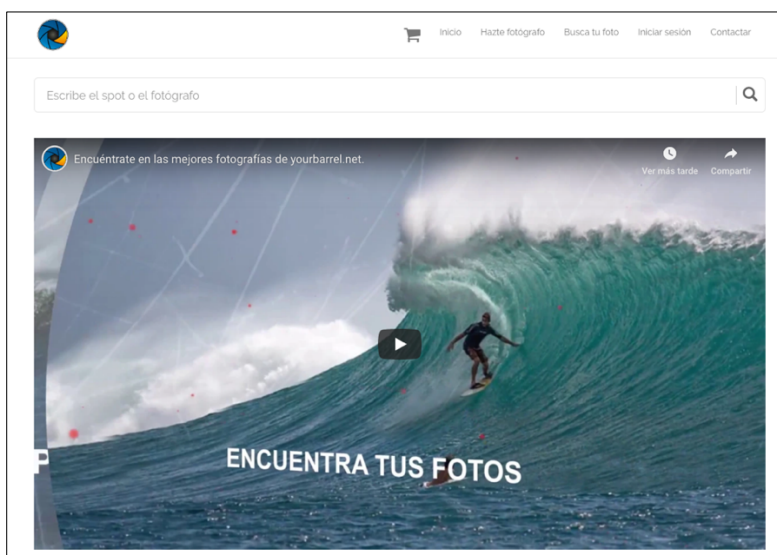 Inicio Hazte fotógrafo Busca tu foto Iniciar sesión Contactar
Escribe el spot o el fotógrafo
Encuéntrate en las mejores fotografías de yourbarrel.net.
Ver más tarde Compartir
P
ENCUENTRA TUS FOTOS